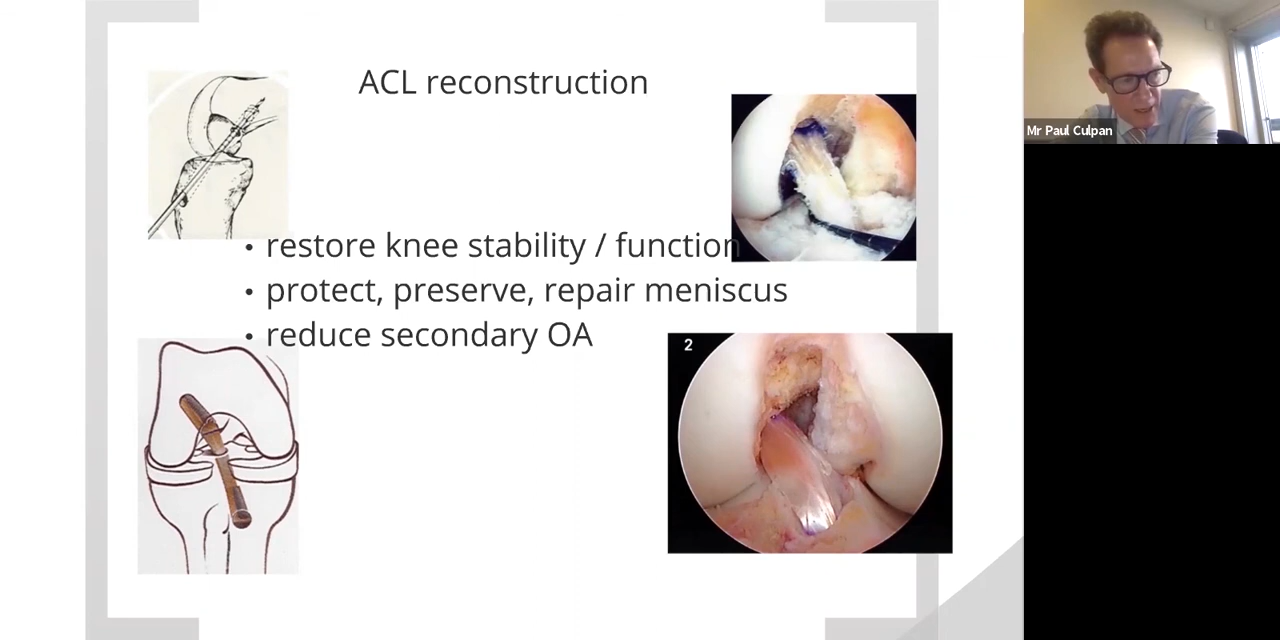 ACL reconstruction
• restore knee stability / function
• protect, preserve, repair meniscus
• reduce secondary OA
2
Mr Paul Culpan